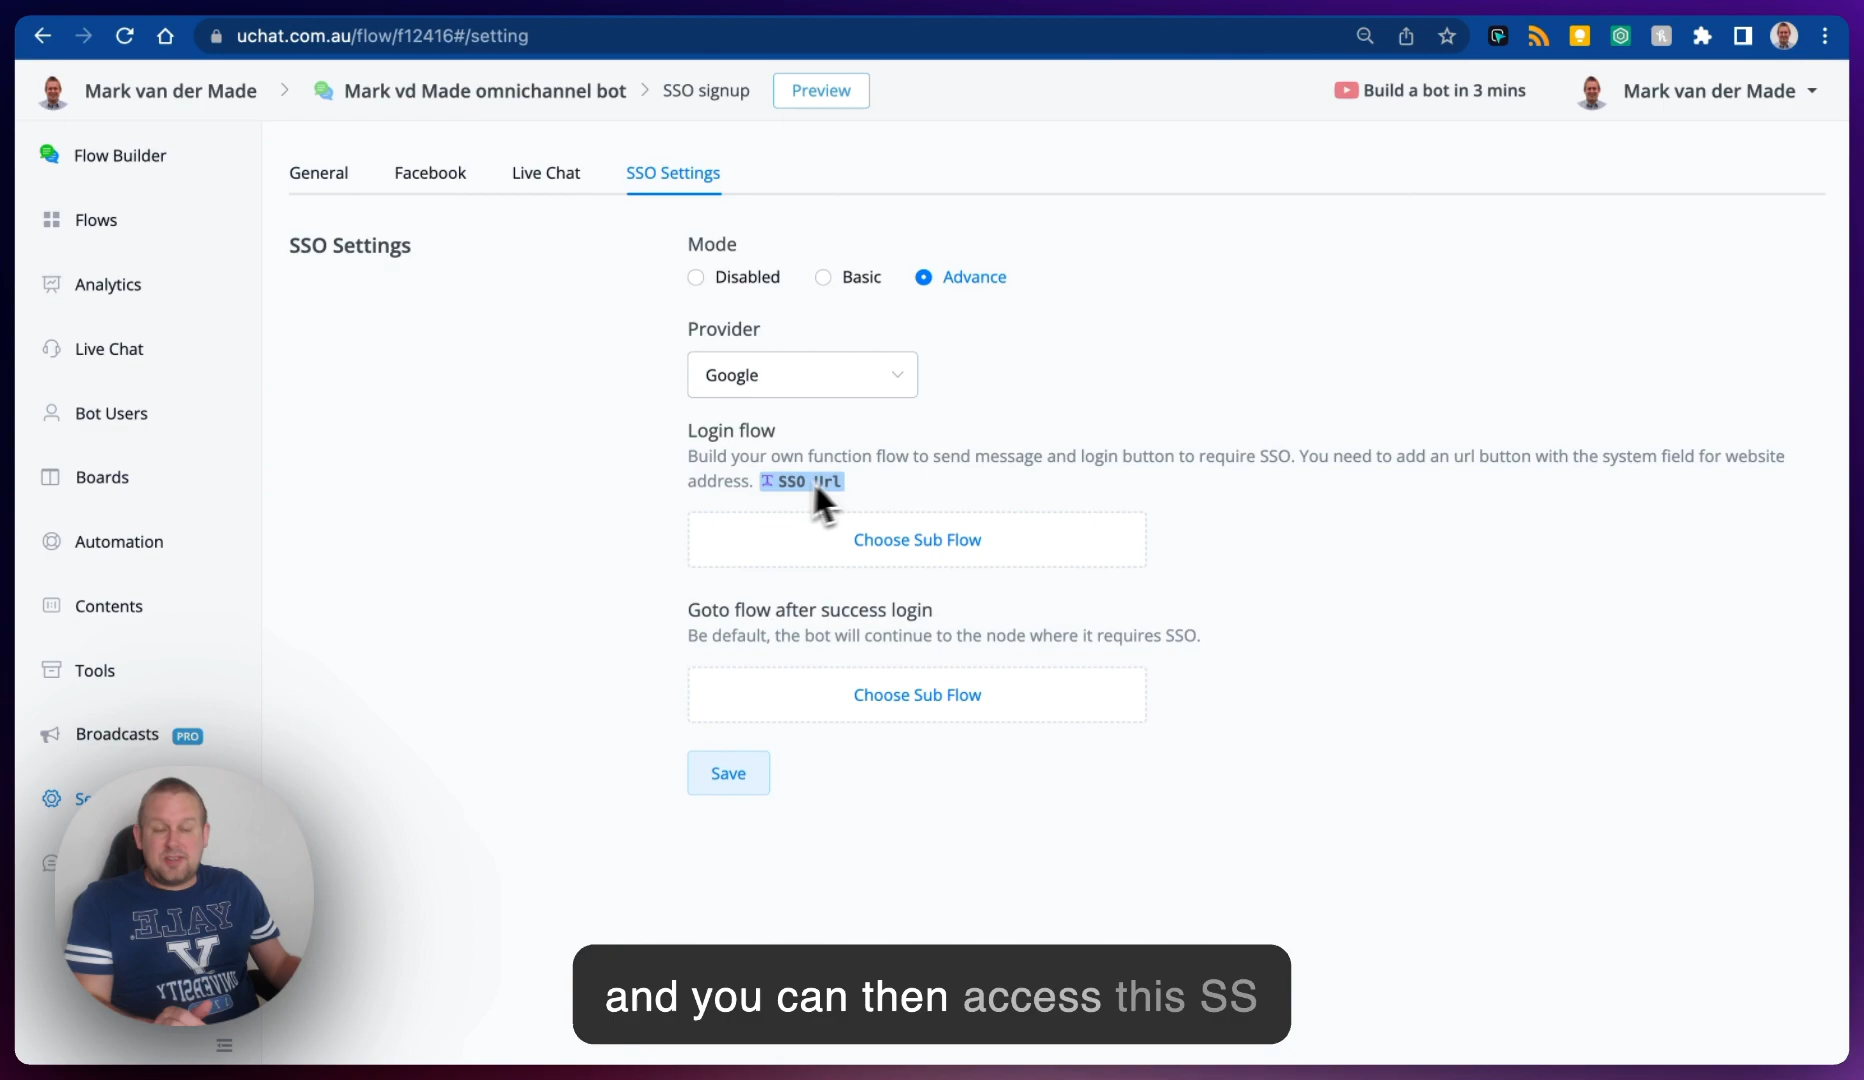 uchat.com.au/flow/f12416#/setting
Mark van der Made
Mark vd Made omnichannel bot
SSO signup
Preview
Build a bot in 3 mins
Mark van der Made
Flow Builder
Flows
Analytics
Live Chat
Bot Users
Boards
Automation
Contents
Tools
Broadcasts PRO
General
Facebook
Live Chat
SSO Settings
SSO Settings
Mode
Disabled
Basic
Advance
Provider
Google
Login flow
Build your own function flow to send message and login button to require SSO. You need to add an url button with the system field for website
address. SSO Url
Choose Sub Flow
Goto flow after success login
Be default, the bot will continue to the node where it requires SSO.
Choose Sub Flow
Save
YALE
UNIVERSITY
and you can then access this SS